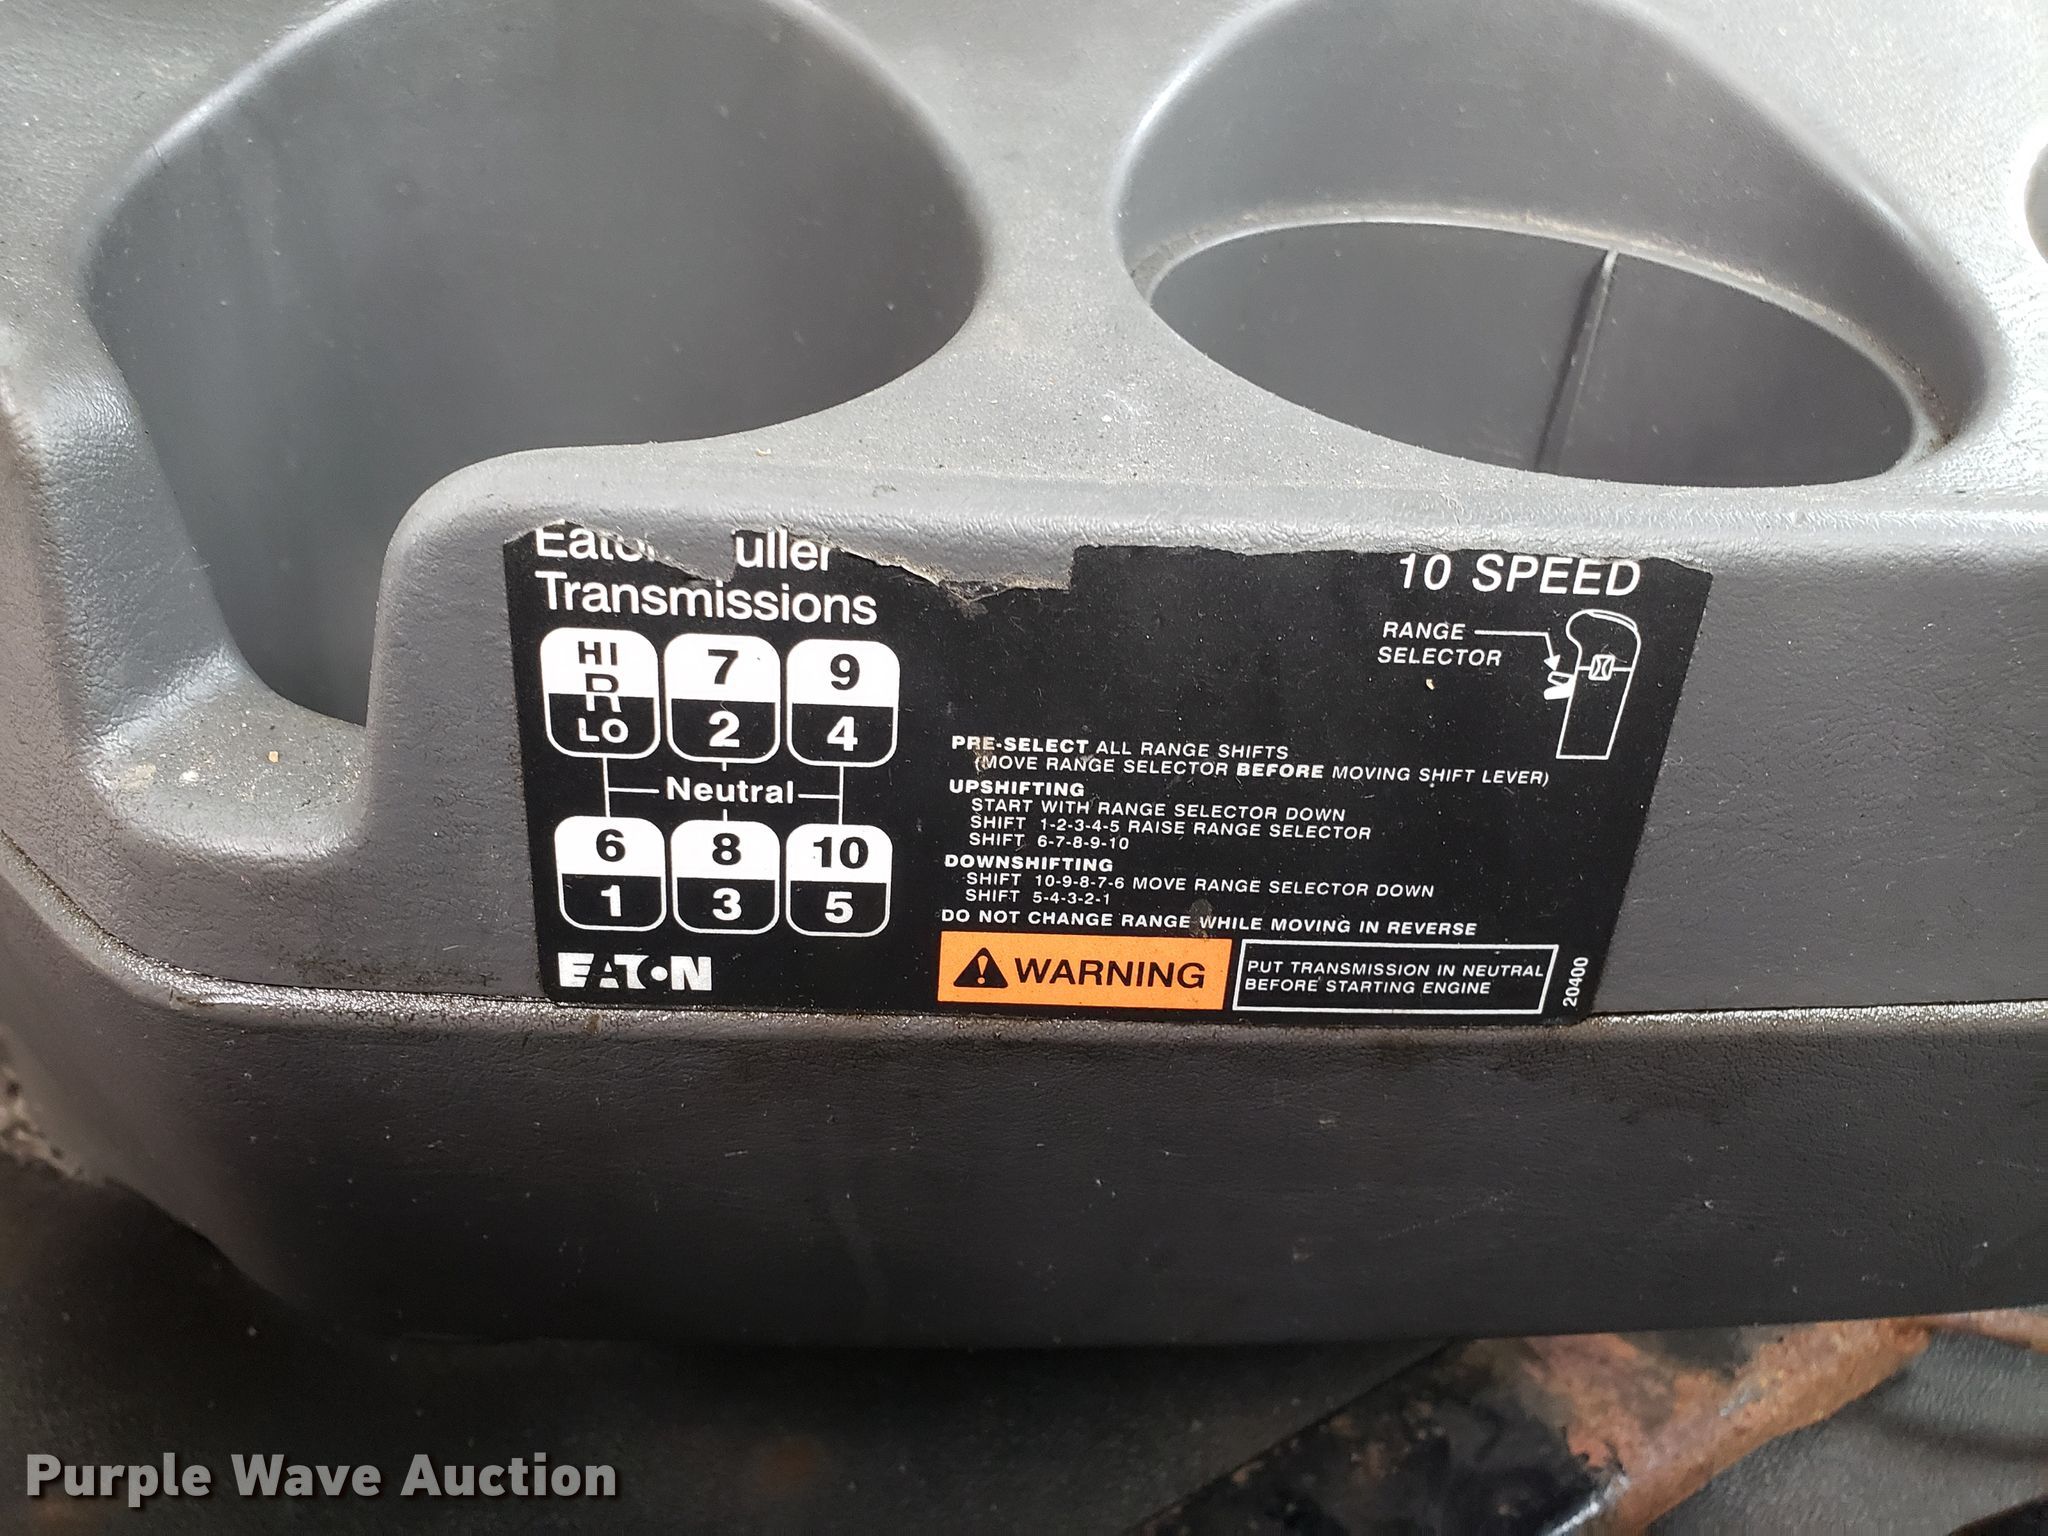 Transmissions
10 SPEED
RANGE
SELECTOR
HI
R
LO
7
2
9
4
Neutral
6
1
8
3
10
5
EATON
PRE-SELECT ALL RANGE SHIFTS
(MOVE RANGE SELECTOR BEFORE MOVING SHIFT LEVER)
UPSHIFTING
START WITH RANGE SELECTOR DOWN
SHIFT 1-2-3-4-5 RAISE RANGE SELECTOR
SHIFT 6-7-8-9-10
DOWNSHIFTING
SHIFT 10-9-8-7-6 MOVE RANGE SELECTOR DOWN
SHIFT 5-4-3-2-1
DO NOT CHANGE RANGE WHILE MOVING IN REVERSE
WARNING
PUT TRANSMISSION IN NEUTRAL
BEFORE STARTING ENGINE
20400
Purple Wave Auction